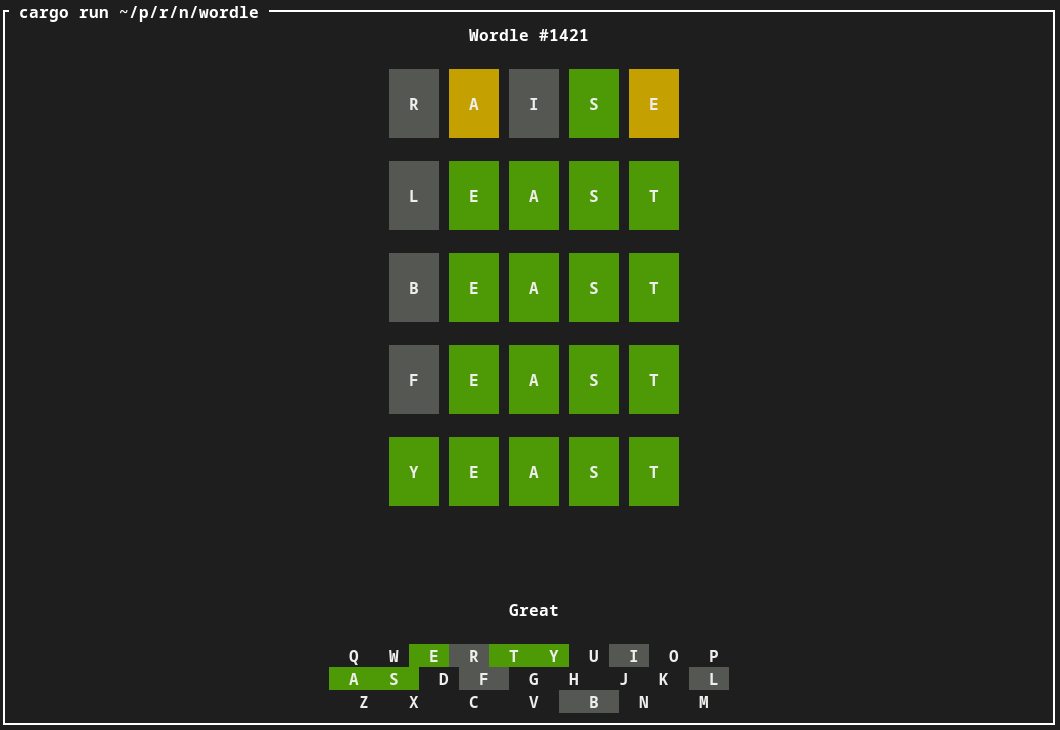 cargo run ~/p/r/n/wordle
Wordle #1421
R A I S E
L E A S T
B E A S T
F E A S T
Y E A S T
Great
Q W E R T Y U I O P
A S D F G H J K L
Z X C V B N M